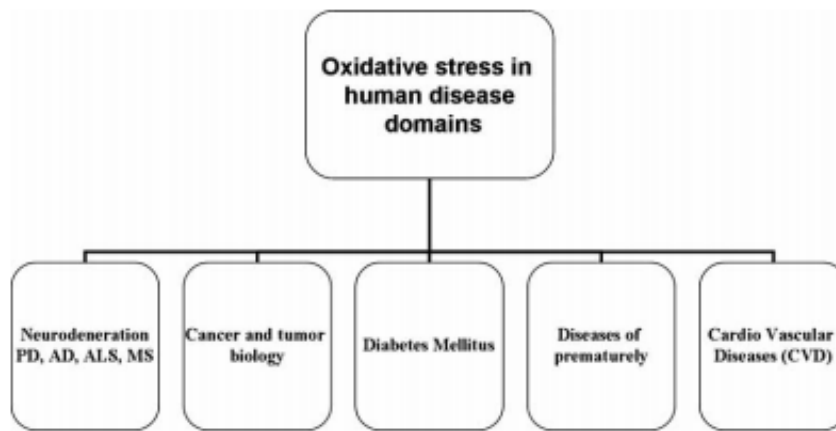 Oxidative stress in
human disease
domains
Neurodeneration
PD, AD, ALS, MS
Cancer and tumor
biology
Diabetes Mellitus
Diseases of
prematurely
Cardio Vascular
Diseases (CVD)